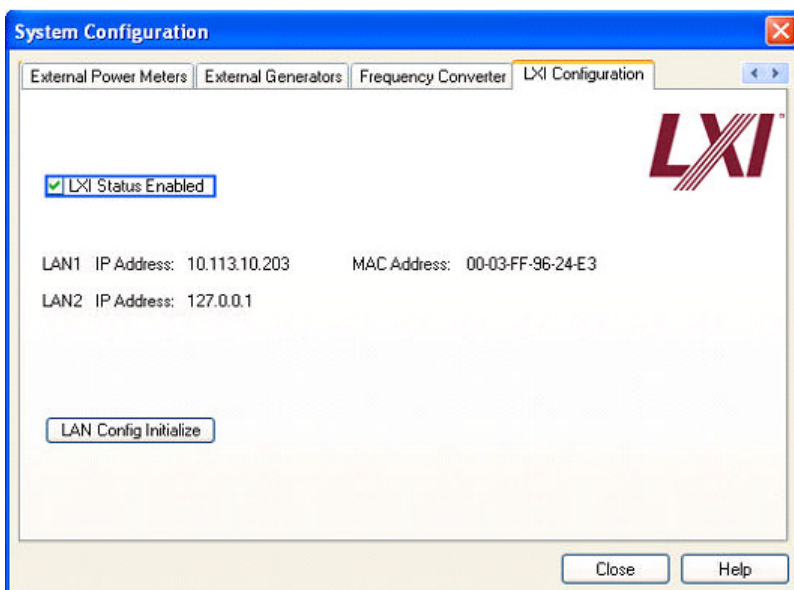 System Configuration
External Power Meters External Generators Frequency Converter LXI Configuration
LXI
LXI Status Enabled
LAN1 IP Address: 10.113.10.203 MAC Address: 00-03-FF-96-24-E3
LAN2 IP Address: 127.0.0.1
LAN Config Initialize
Close Help